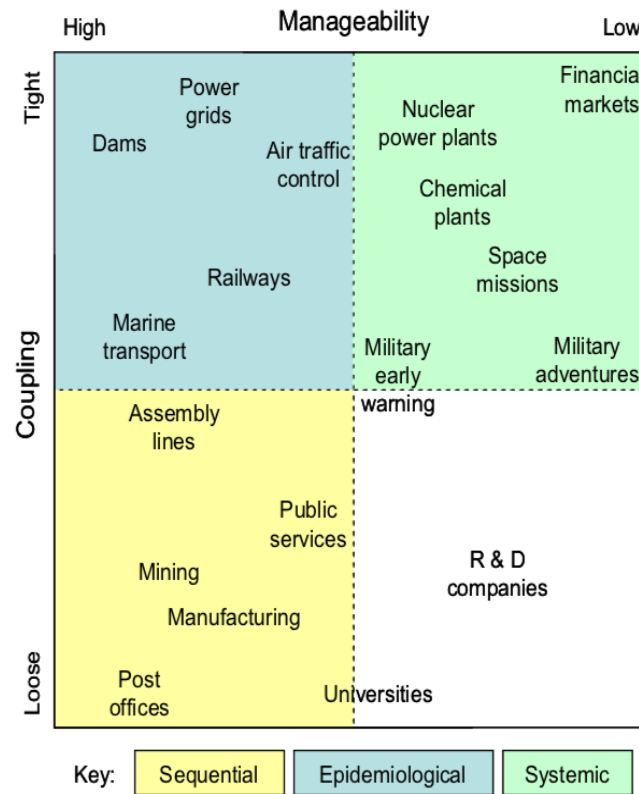 High Manageability Low
Tight
Coupling
Loose
Power
grids
Dams
Air traffic
control
Railways
Marine
transport
Financial
markets
Nuclear
power plants
Chemical
plants
Space
missions
Military
early
warning
Military
adventures
Assembly
lines
Public
services
Mining
Manufacturing
Post
offices
Universities
R & D
companies
Key: Sequential Epidemiological Systemic